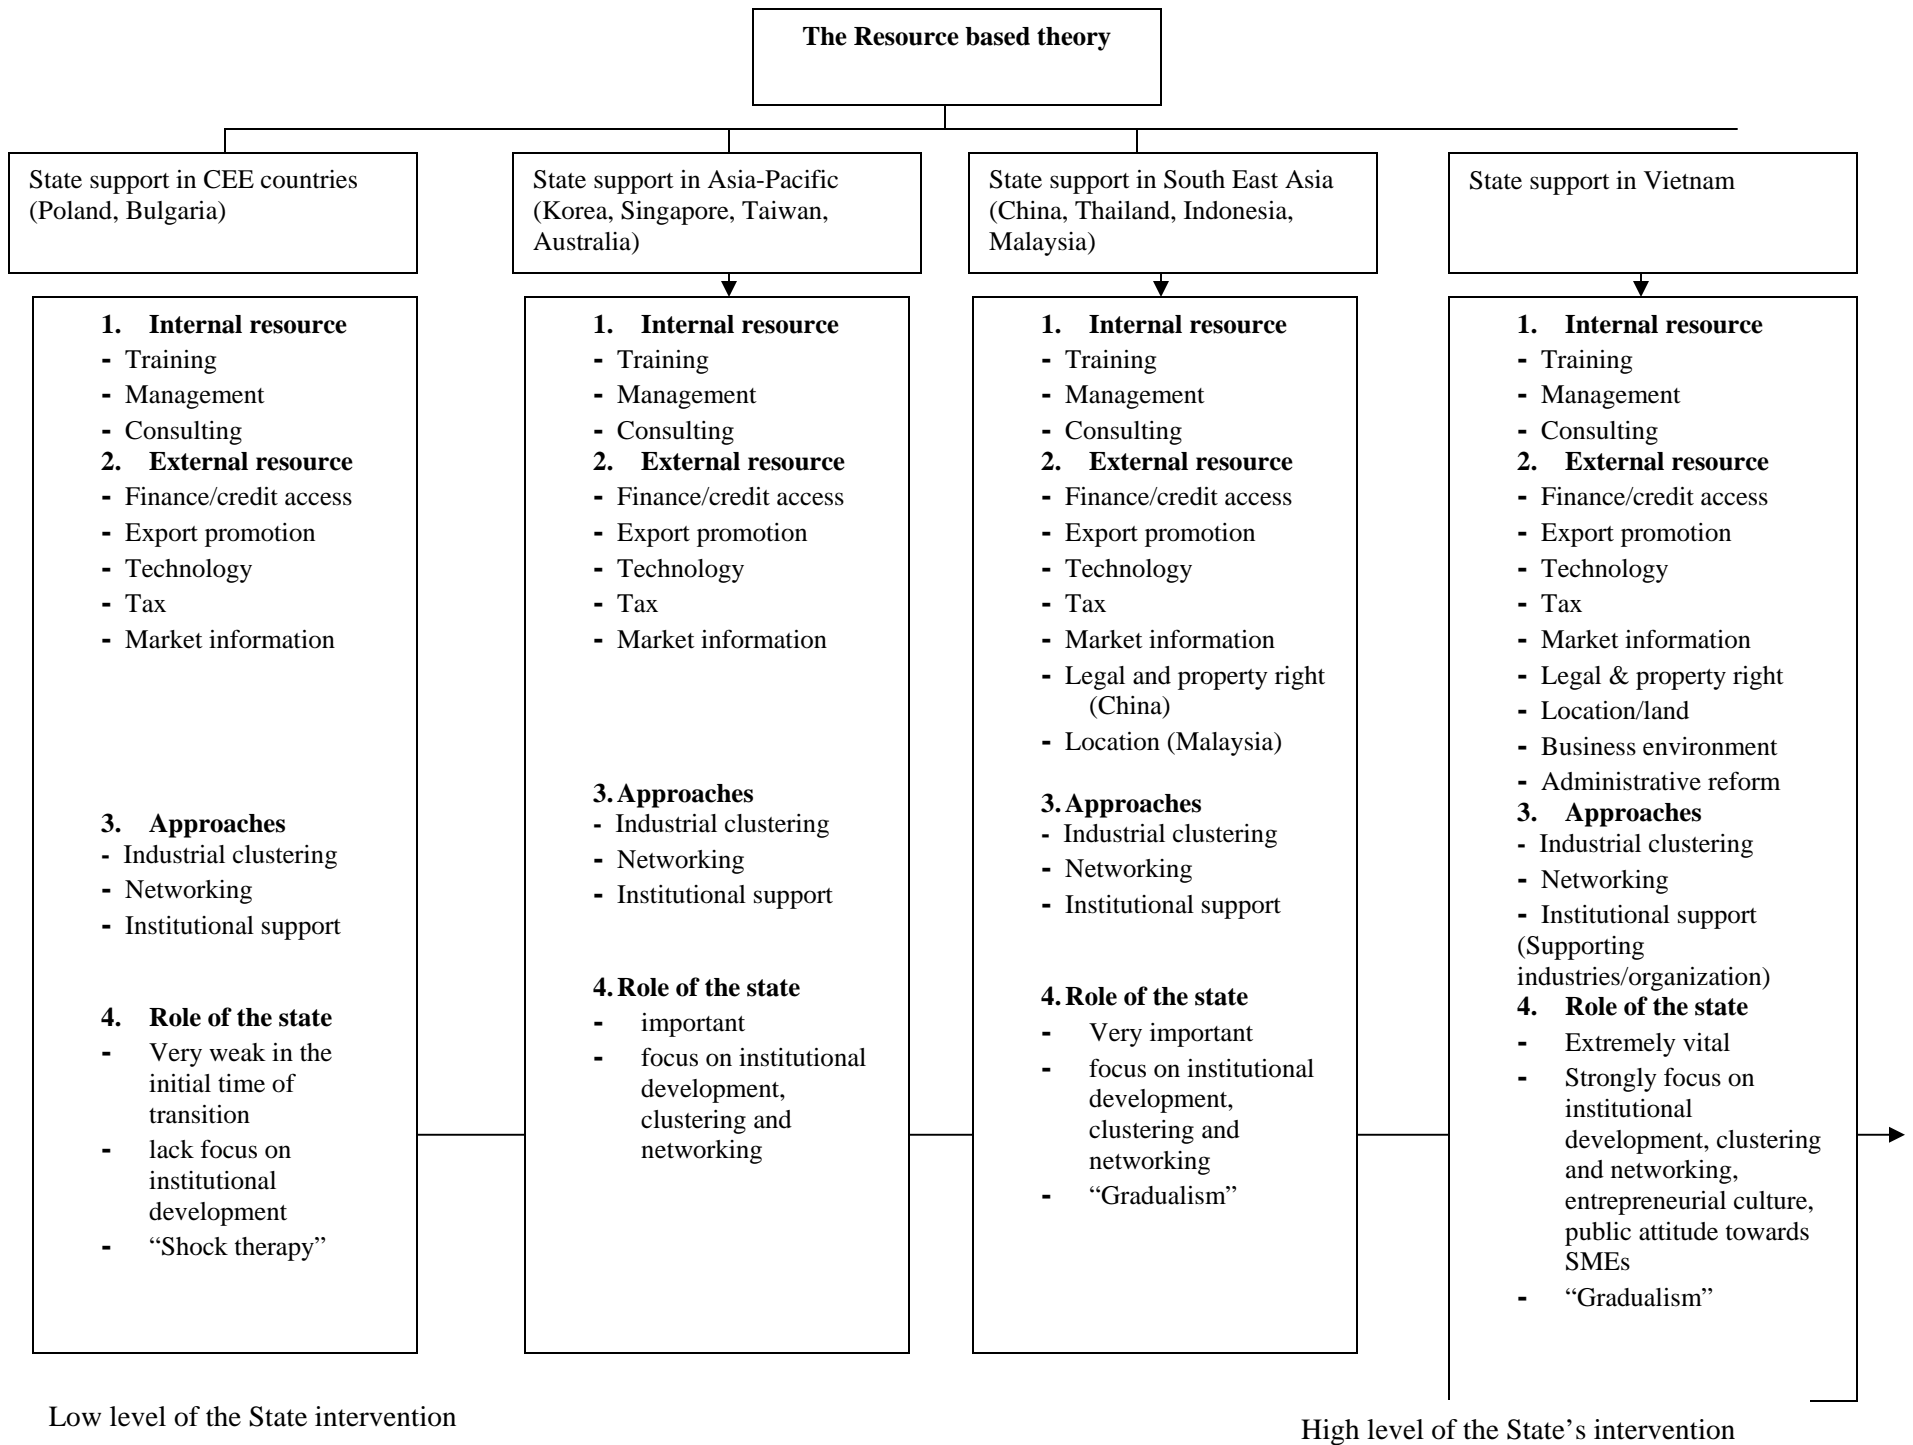 The Resource based theory
State support in CEE countries
(Poland, Bulgaria)
State support in Asia-Pacific
(Korea, Singapore, Taiwan,
Australia)
State support in South East Asia
(China, Thailand, Indonesia,
Malaysia)
State support in Vietnam
1. Internal resource
- Training
- Management
- Consulting
2. External resource
- Finance/credit access
- Export promotion
- Technology
- Tax
- Market information
3. Approaches
- Industrial clustering
- Networking
- Institutional support
4. Role of the state
- Very weak in the
initial time of
transition
- lack focus on
institutional
development
- “Shock therapy”
1. Internal resource
- Training
- Management
- Consulting
2. External resource
- Finance/credit access
- Export promotion
- Technology
- Tax
- Market information
3. Approaches
- Industrial clustering
- Networking
- Institutional support
4. Role of the state
- important
- focus on institutional
development,
clustering and
networking
1. Internal resource
- Training
- Management
- Consulting
2. External resource
- Finance/credit access
- Export promotion
- Technology
- Tax
- Market information
- Legal and property right
(China)
- Location (Malaysia)
3. Approaches
- Industrial clustering
- Networking
- Institutional support
4. Role of the state
- Very important
- focus on institutional
development,
clustering and
networking
- “Gradualism”
1. Internal resource
- Training
- Management
- Consulting
2. External resource
- Finance/credit access
- Export promotion
- Technology
- Tax
- Market information
- Legal & property right
- Location/land
- Business environment
- Administrative reform
3. Approaches
- Industrial clustering
- Networking
- Institutional support
(Supporting
industries/organization)
4. Role of the state
- Extremely vital
- Strongly focus on
institutional
development, clustering
and networking,
entrepreneurial culture,
public attitude towards
SMEs
- “Gradualism”
Low level of the State intervention
High level of the State’s intervention